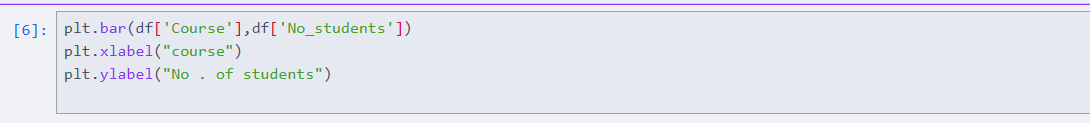 [6]: plt.bar(df['Course'],df['No_students'])
plt.xlabel("course")
plt.ylabel("No . of students")